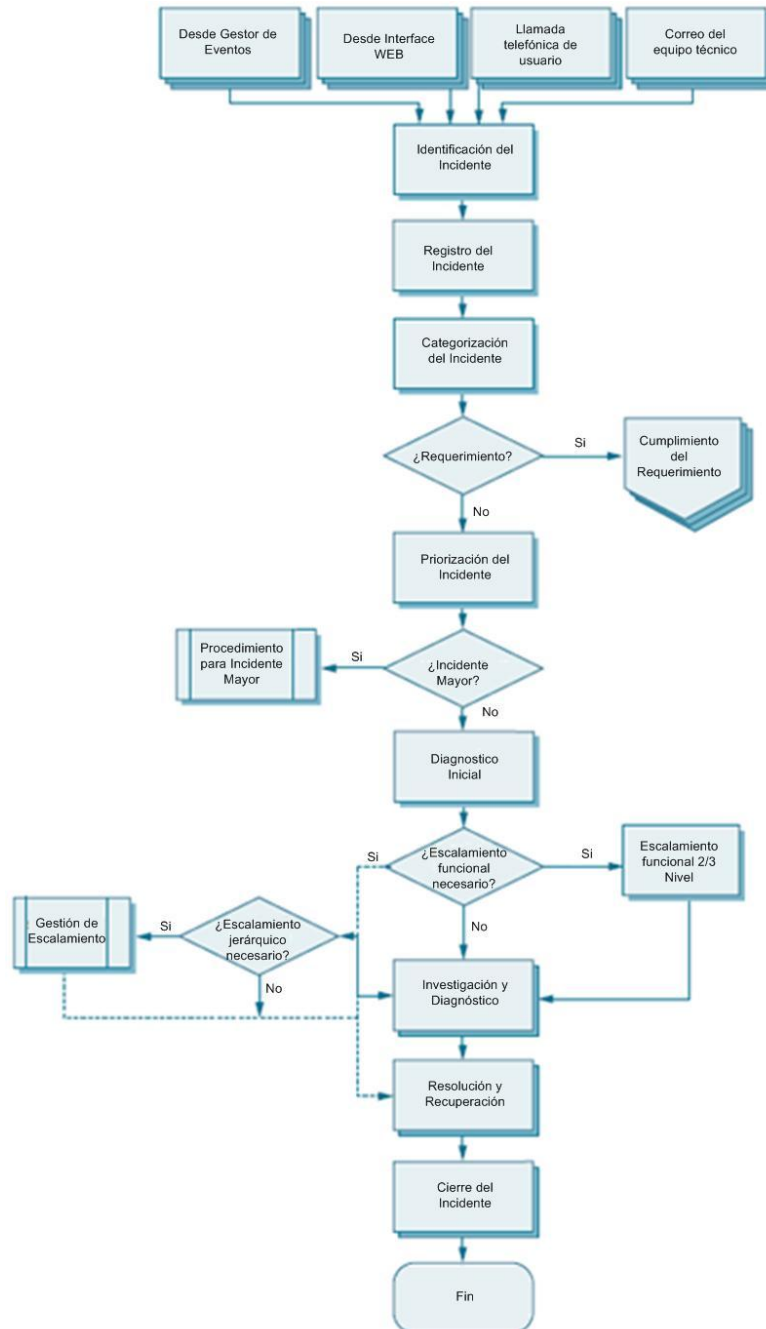 Desde Gestor de
Eventos
Desde Interface
WEB
Llamada
telefónica de
usuario
Correo del
equipo técnico
Identificación del
Incidente
Registro del
Incidente
Categorización
del Incidente
¿Requerimiento?
Si
Cumplimiento
del
Requerimiento
No
Priorización del
Incidente
Procedimiento
para Incidente
Mayor
Si
¿Incidente
Mayor?
No
Diagnostico
Inicial
Si
¿Escalamiento
funcional
necesario?
Si
Escalamiento
funcional 2/3
Nivel
Gestión de
Escalamiento
Si
¿Escalamiento
jerárquico
necesario?
No
No
Investigación y
Diagnóstico
Resolución y
Recuperación
Cierre del
Incidente
Fin